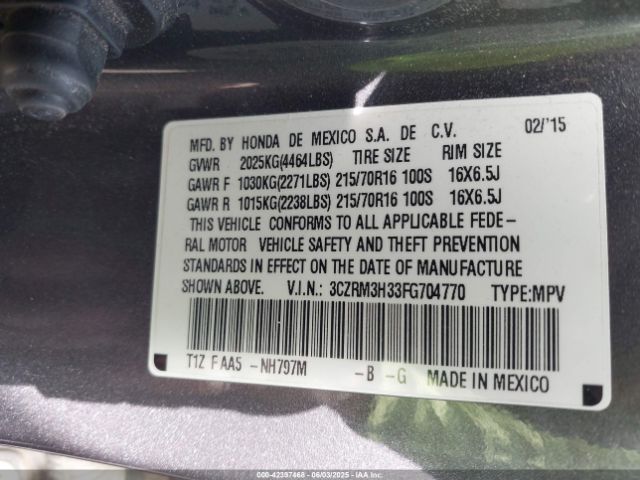 MFD. BY HONDA DE MEXICO S.A. DE C.V. 02/'15
GVWR 2025KG(4464LBS) TIRE SIZE RIM SIZE
GAWR F 1030KG(2271LBS) 215/70R16 100S 16X6.5J
GAWR R 1015KG(2238LBS) 215/70R16 100S 16X6.5J
THIS VEHICLE CONFORMS TO ALL APPLICABLE FEDE-
RAL MOTOR VEHICLE SAFETY AND THEFT PREVENTION
STANDARDS IN EFFECT ON THE DATE OF MANUFACTURE
SHOWN ABOVE. V.I.N.: 3CZRM3H33FG704770 TYPE:MPV
T1Z F AA5 -NH797M -B -G MADE IN MEXICO
000-42397468 - 06/03/2025 - IAAI.COM